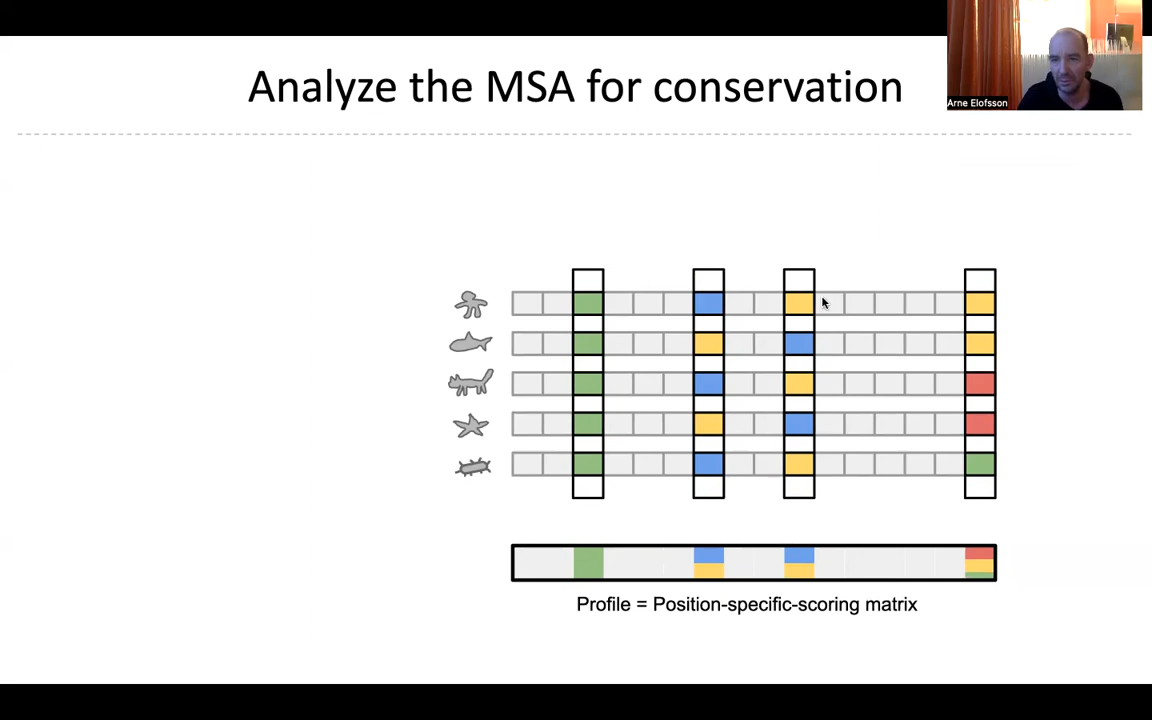 Analyze the MSA for conservation
Arne Elofsson
Profile = Position-specific-scoring matrix